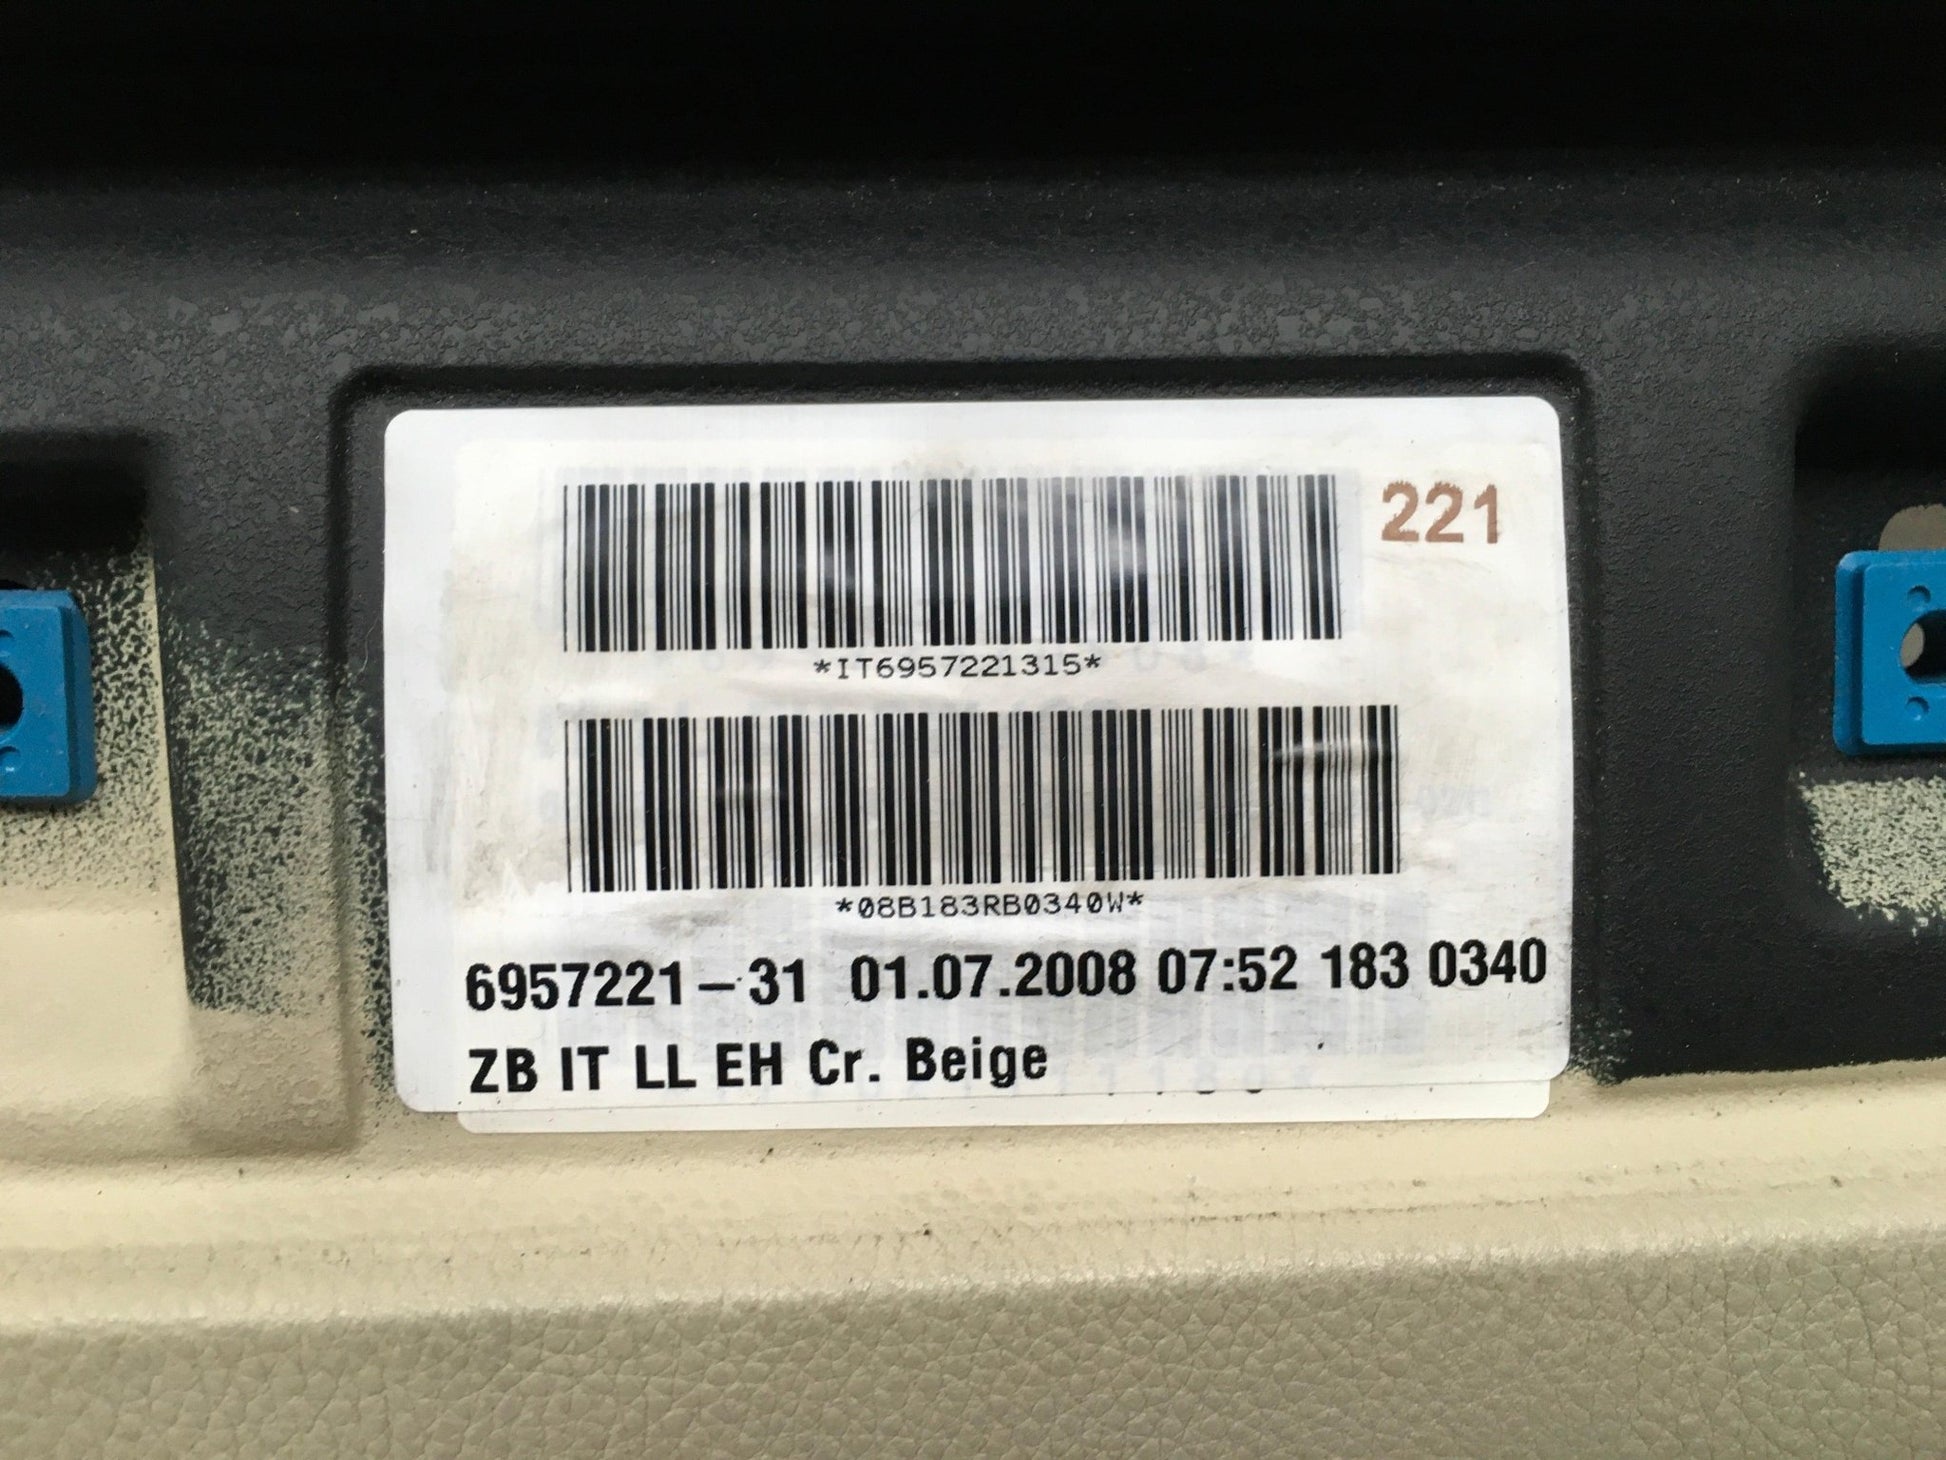 221
*IT6957221315*
*08B183RB0340W*
6957221-31 01.07.2008 07:52 183 0340
ZB IT LL EH Cr. Beige